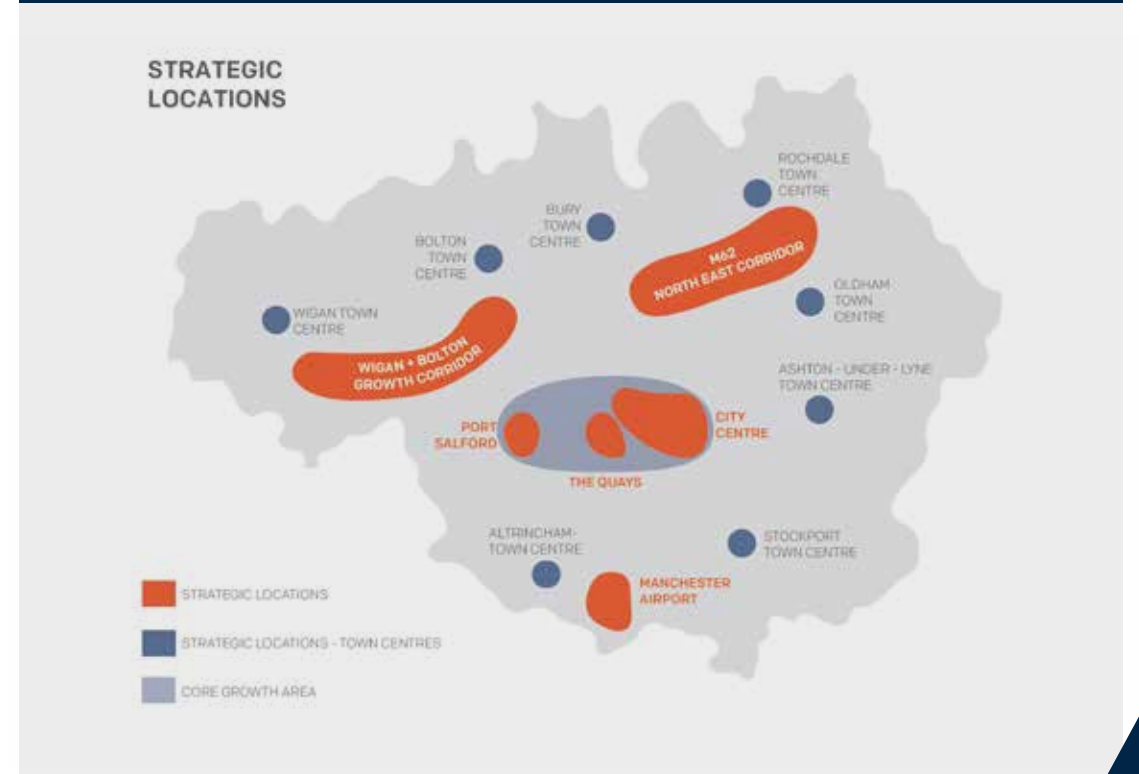 STRATEGIC
LOCATIONS
ROCHDALE
TOWN
CENTRE
BURY
TOWN
CENTRE
BOLTON
TOWN
CENTRE
M62
NORTH EAST CORRIDOR
OLDHAM
TOWN
CENTRE
WIGAN TOWN
CENTRE
WIGAN + BOLTON
GROWTH CORRIDOR
ASHTON - UNDER - LYNE
TOWN CENTRE
PORT
SALFORD
CITY
CENTRE
THE QUAYS
ALTRINCHAM-
TOWN CENTRE
STOCKPORT
TOWN CENTRE
MANCHESTER
AIRPORT
STRATEGIC LOCATIONS
STRATEGIC LOCATIONS - TOWN CENTRES
CORE GROWTH AREA